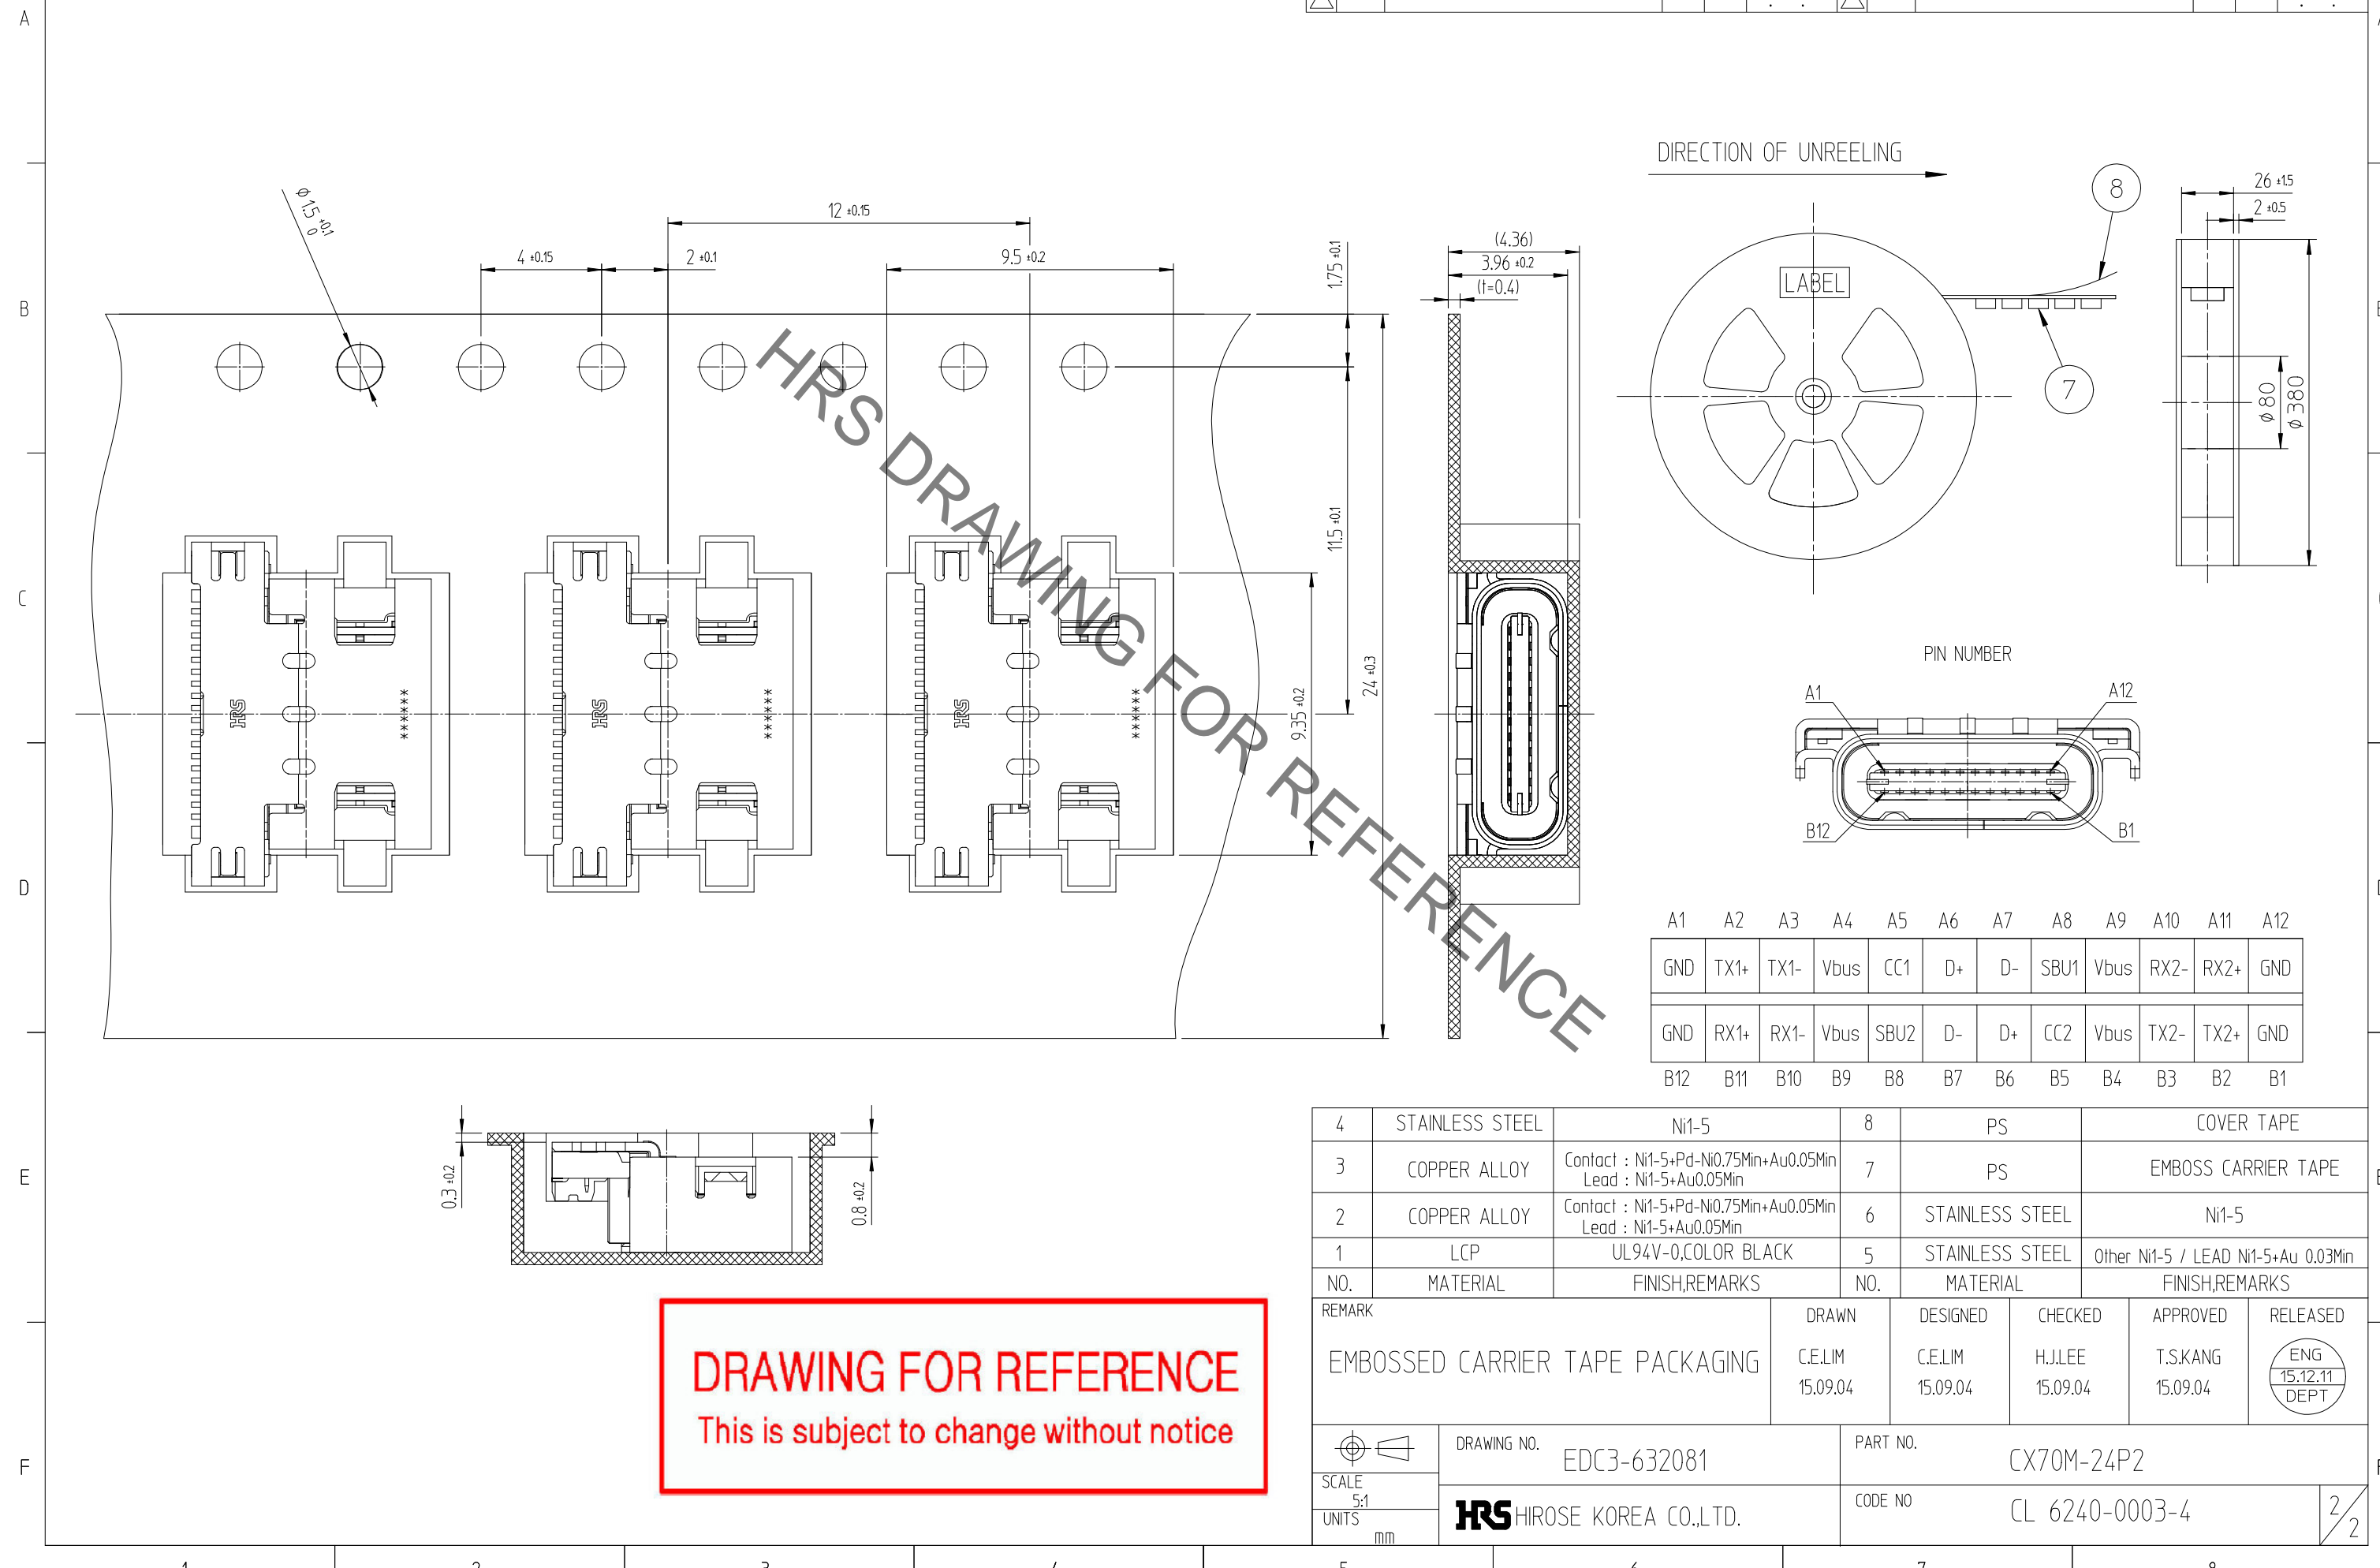 A
DIRECTION OF UNREELING
8
26 ±1.5
2 ±0.5
⌀1.5 +0.1 0
12 ±0.15
4 ±0.15
2 ±0.1
9.5 ±0.2
1.75 ±0.1
(4.36)
3.96 ±0.2
(t=0.4)
LABEL
B
7
⌀80
⌀380
11.5 ±0.1
C
24 ±0.3
9.35 ±0.2
HRS
******
HRS
******
HRS
******
HRS DRAWING FOR REFERENCE
PIN NUMBER
A1 A12
B12 B1
D
A1 A2 A3 A4 A5 A6 A7 A8 A9 A10 A11 A12
GND TX1+ TX1- Vbus CC1 D+ D- SBU1 Vbus RX2- RX2+ GND
GND RX1+ RX1- Vbus SBU2 D- D+ CC2 Vbus TX2- TX2+ GND
B12 B11 B10 B9 B8 B7 B6 B5 B4 B3 B2 B1
E
0.3 ±0.2
0.8 ±0.2
4 STAINLESS STEEL Ni1-5 8 PS COVER TAPE
3 COPPER ALLOY Contact : Ni1-5+Pd-Ni0.75Min+Au0.05Min
Lead : Ni1-5+Au0.05Min
7 PS EMBOSS CARRIER TAPE
2 COPPER ALLOY Contact : Ni1-5+Pd-Ni0.75Min+Au0.05Min
Lead : Ni1-5+Au0.05Min
6 STAINLESS STEEL Ni1-5
1 LCP UL94V-0,COLOR BLACK 5 STAINLESS STEEL Other Ni1-5 / LEAD Ni1-5+Au 0.03Min
NO. MATERIAL FINISH,REMARKS NO. MATERIAL FINISH,REMARKS
REMARK
EMBOSSED CARRIER TAPE PACKAGING
DRAWN DESIGNED CHECKED APPROVED RELEASED
C.E.LIM C.E.LIM H.J.LEE T.S.KANG
15.09.04 15.09.04 15.09.04 15.09.04
ENG
15.12.11
DEPT
DRAWING FOR REFERENCE
This is subject to change without notice
F
SCALE
5:1
UNITS
mm
DRAWING NO.
EDC3-632081
PART NO.
CX70M-24P2
HRS HIROSE KOREA CO.,LTD.
CODE NO
CL 6240-0003-4
2/2